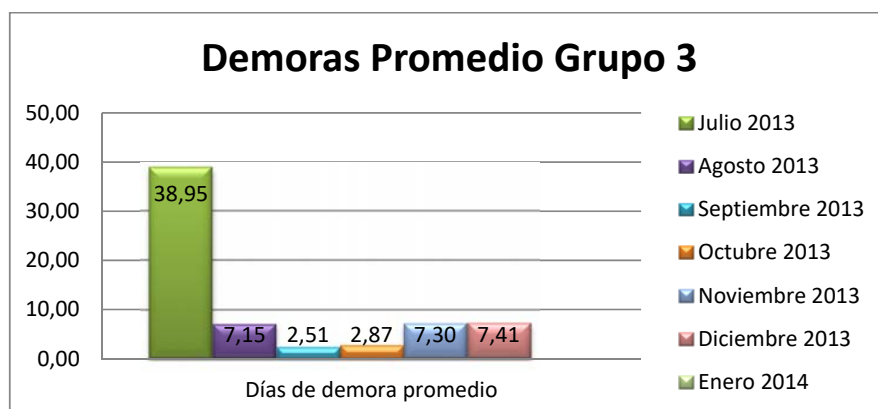 Demoras Promedio Grupo 3
50,00
40,00
30,00
20,00
10,00
0,00
38,95
7,15
2,51
2,87
7,30
7,41
Días de demora promedio
Julio 2013
Agosto 2013
Septiembre 2013
Octubre 2013
Noviembre 2013
Diciembre 2013
Enero 2014